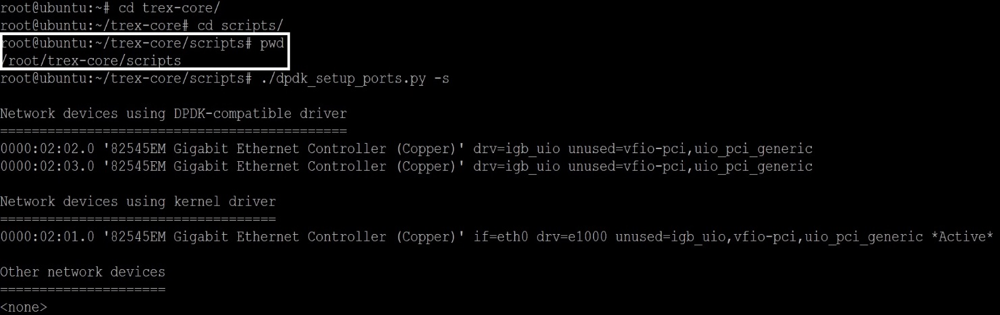 root@ubuntu:~# cd trex-core/
root@ubuntu:~/trex-core# cd scripts/
root@ubuntu:~/trex-core/scripts# pwd
/root/trex-core/scripts
root@ubuntu:~/trex-core/scripts# ./dpdk_setup_ports.py -s
Network devices using DPDK-compatible driver
============================================
0000:02:02.0 '82545EM Gigabit Ethernet Controller (Copper)' drv=igb_uio unused=vfio-pci,uio_pci_generic
0000:02:03.0 '82545EM Gigabit Ethernet Controller (Copper)' drv=igb_uio unused=vfio-pci,uio_pci_generic
Network devices using kernel driver
===================================
0000:02:01.0 '82545EM Gigabit Ethernet Controller (Copper)' if=eth0 drv=e1000 unused=igb_uio,vfio-pci,uio_pci_generic *Active*
Other network devices
=====================
<none>